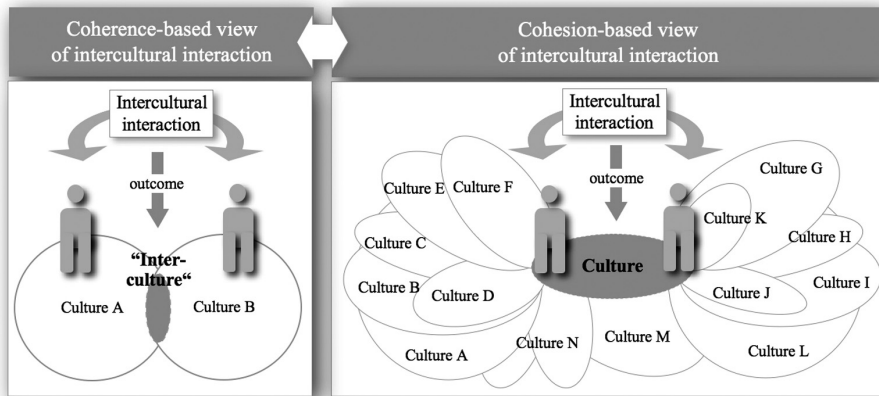 Coherence-based view
of intercultural interaction
Intercultural
interaction
outcome
“Inter-
culture“
Culture A
Culture B
Cohesion-based view
of intercultural interaction
Intercultural
interaction
outcome
Culture E
Culture F
Culture G
Culture K
Culture C
Culture H
Culture
Culture B
Culture D
Culture J
Culture I
Culture A
Culture N
Culture M
Culture L